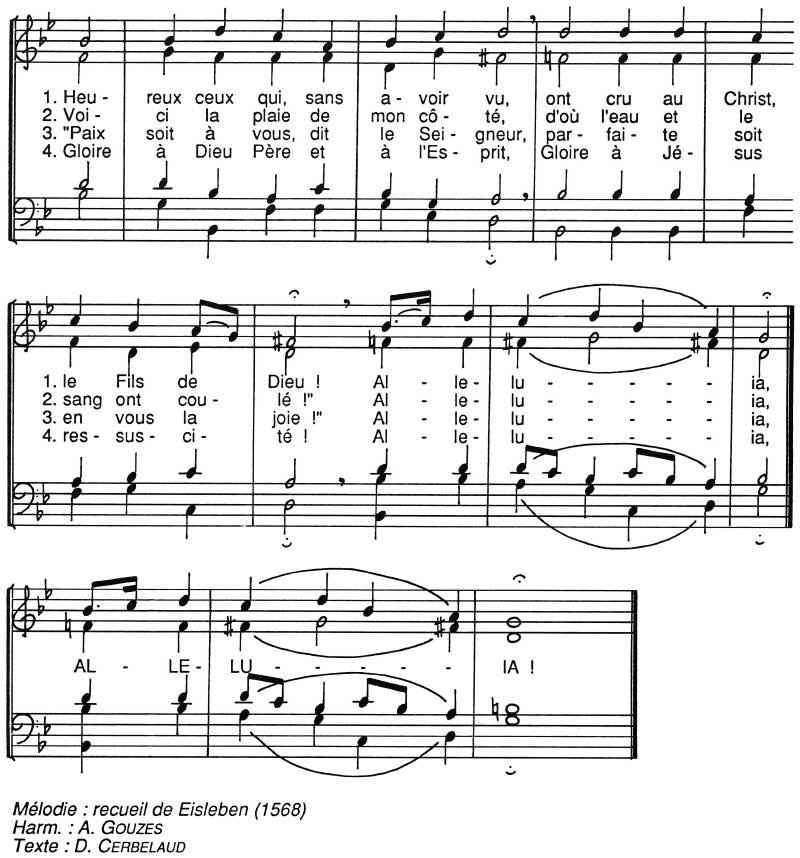 1. Heu - reux ceux qui, sans a - voir vu, ont cru au Christ,
2. Voi - ci la plaie de mon cô - té, d'où l'eau et le
3. "Paix soit à vous, dit le Sei - gneur, par - fai - te soit
4. Gloire à Dieu Père et à l'Es - prit, Gloire à Jé - sus
1. le Fils de Dieu ! Al - le - lu - - - - - ia,
2. sang ont cou - lé !" Al - le - lu - - - - - ia,
3. en vous la joie !" Al - le - lu - - - - - ia,
4. res - sus - ci - té ! Al - le - lu - - - - - ia,
AL - LE - LU - - - - - IA !
Mélodie : recueil de Eisleben (1568)
Harm. : A. GOUZES
Texte : D. CERBELAUD